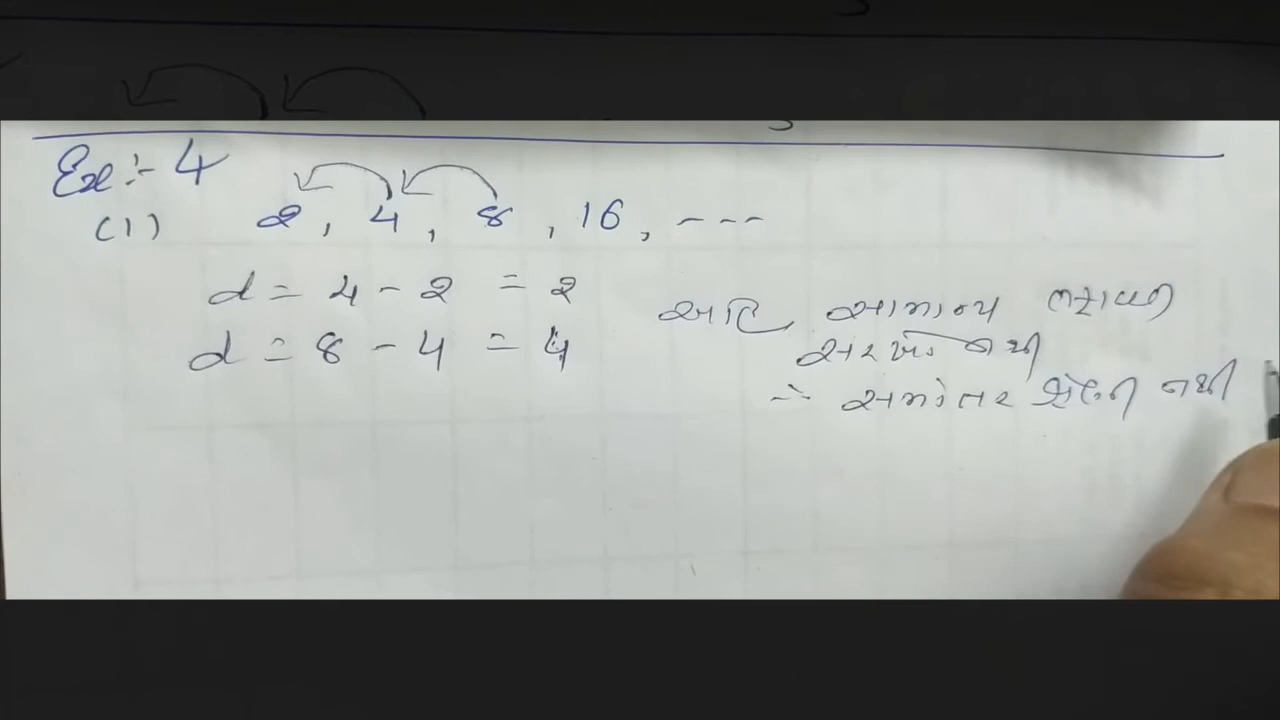 Ex :- 4
(1) 2, 4, 8, 16, ---
d = 4 - 2 = 2
d = 8 - 4 = 4
અહિં સામાન્ય તફાવત
સરખો નથી
∴ સમાંતર શ્રેણી નથી